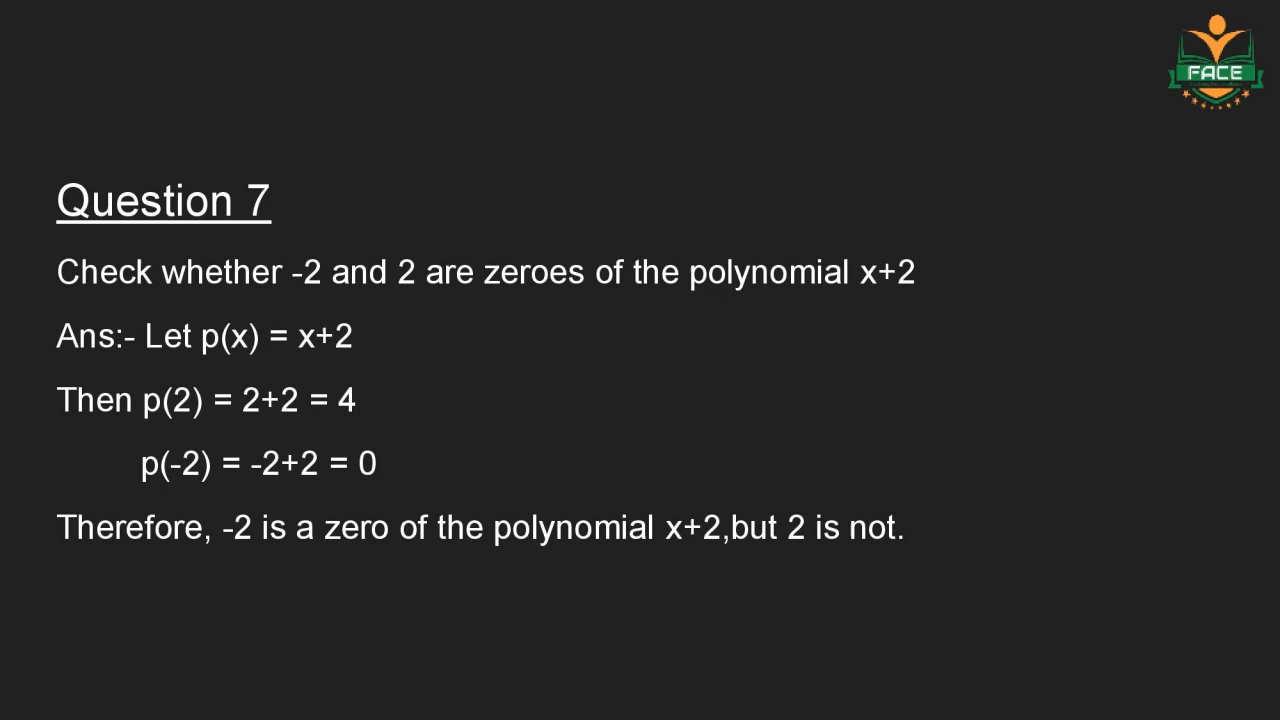 FACE
Question 7
Check whether -2 and 2 are zeroes of the polynomial x+2
Ans:- Let p(x) = x+2
Then p(2) = 2+2 = 4
p(-2) = -2+2 = 0
Therefore, -2 is a zero of the polynomial x+2,but 2 is not.